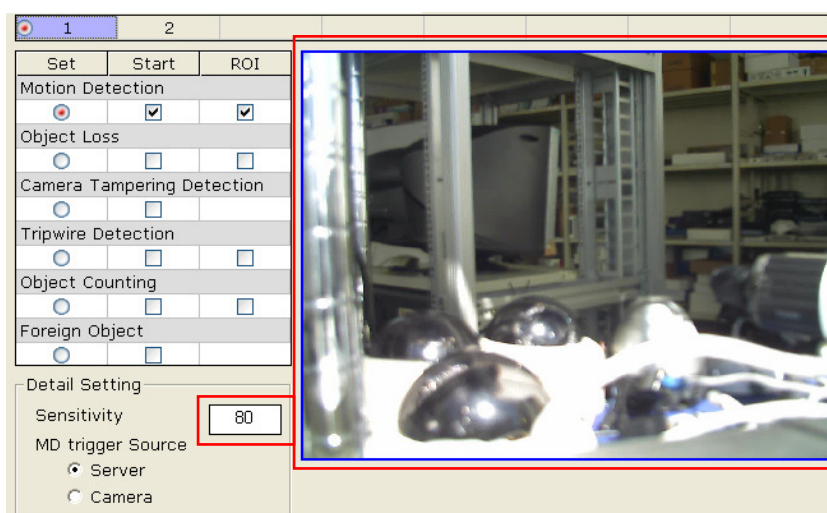 1 2
Set Start ROI
Motion Detection
Object Loss
Camera Tampering Detection
Tripwire Detection
Object Counting
Foreign Object
Detail Setting
Sensitivity 80
MD trigger Source
Server
Camera